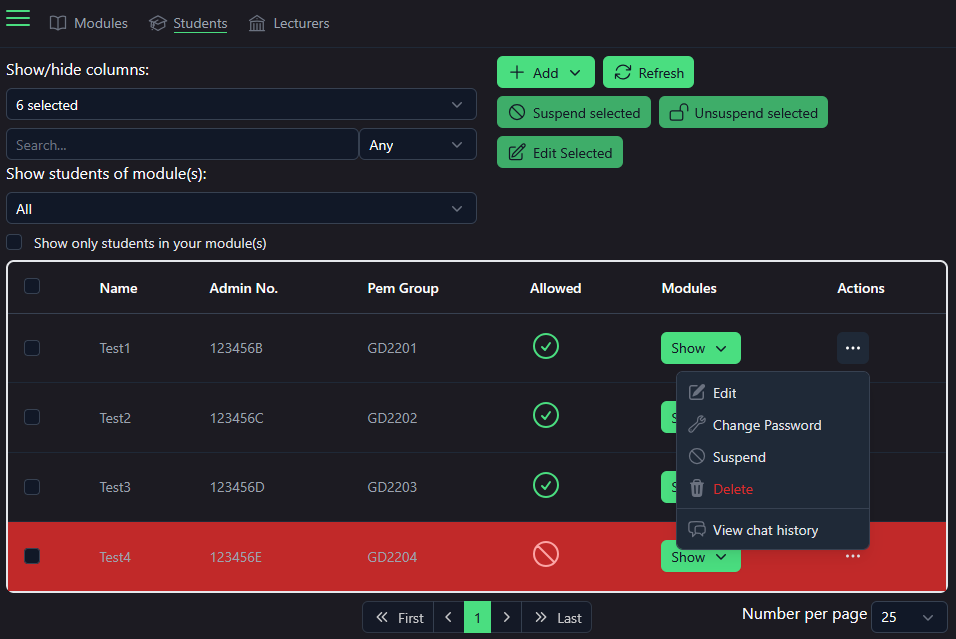 Modules Students Lecturers
Show/hide columns:
6 selected
Search... Any
Show students of module(s):
All
Show only students in your module(s)
Add Refresh
Suspend selected Unsuspend selected
Edit Selected
Name Admin No. Pem Group Allowed Modules Actions
Test1 123456B GD2201 Show
Test2 123456C GD2202
Test3 123456D GD2203
Test4 123456E GD2204 Show
Edit
Change Password
Suspend
Delete
View chat history
First 1 Last
Number per page 25